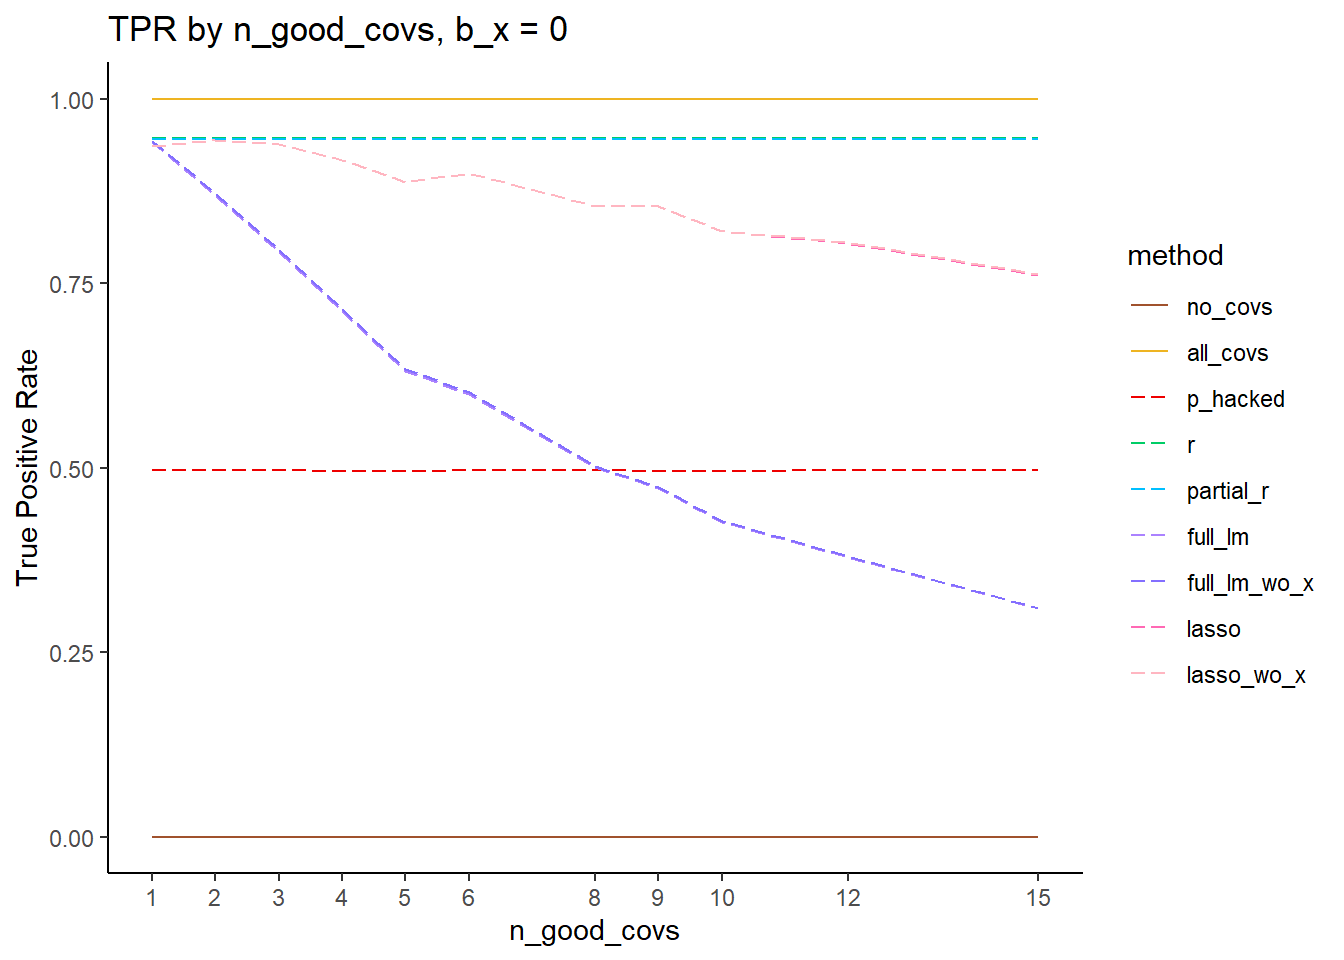 TPR by n_good_covs, b_x = 0
True Positive Rate
1.00
0.75
0.50
0.25
0.00
1 2 3 4 5 6 8 9 10 12 15
n_good_covs
method
no_covs
all_covs
p_hacked
r
partial_r
full_lm
full_lm_wo_x
lasso
lasso_wo_x